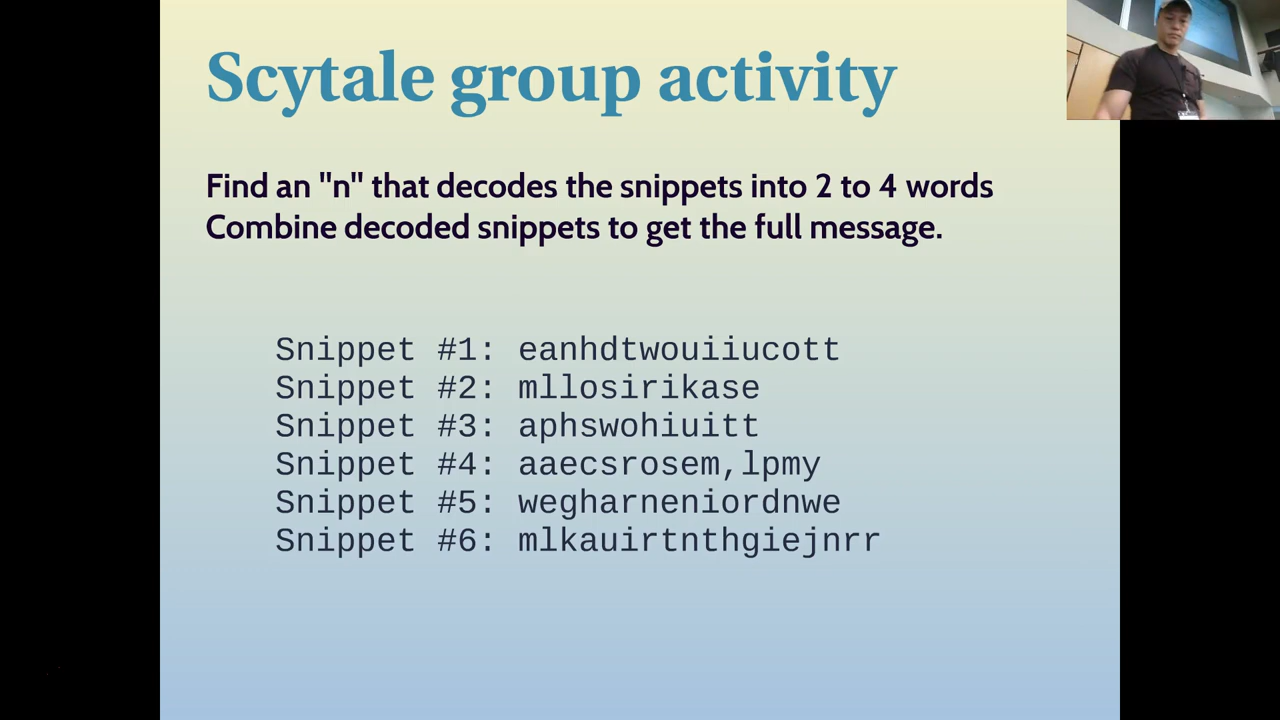 Scytale group activity
Find an "n" that decodes the snippets into 2 to 4 words
Combine decoded snippets to get the full message.
Snippet #1: eanhdtwouiiucott
Snippet #2: mllosirikase
Snippet #3: aphswohiuitt
Snippet #4: aaecsrosem,lpmy
Snippet #5: wegharneniordnwe
Snippet #6: mlkauirtnthgiejnrr